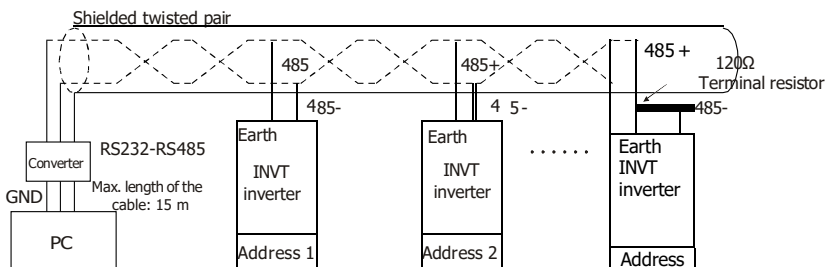 Shielded twisted pair
485
485+
485 +
120Ω
Terminal resistor
485-
4 5-
485-
Earth
INVT
inverter
Address 1
Earth
INVT
inverter
Address 2
......
Earth
INVT
inverter
Address
RS232-RS485
Converter
GND
Max. length of the
cable: 15 m
PC